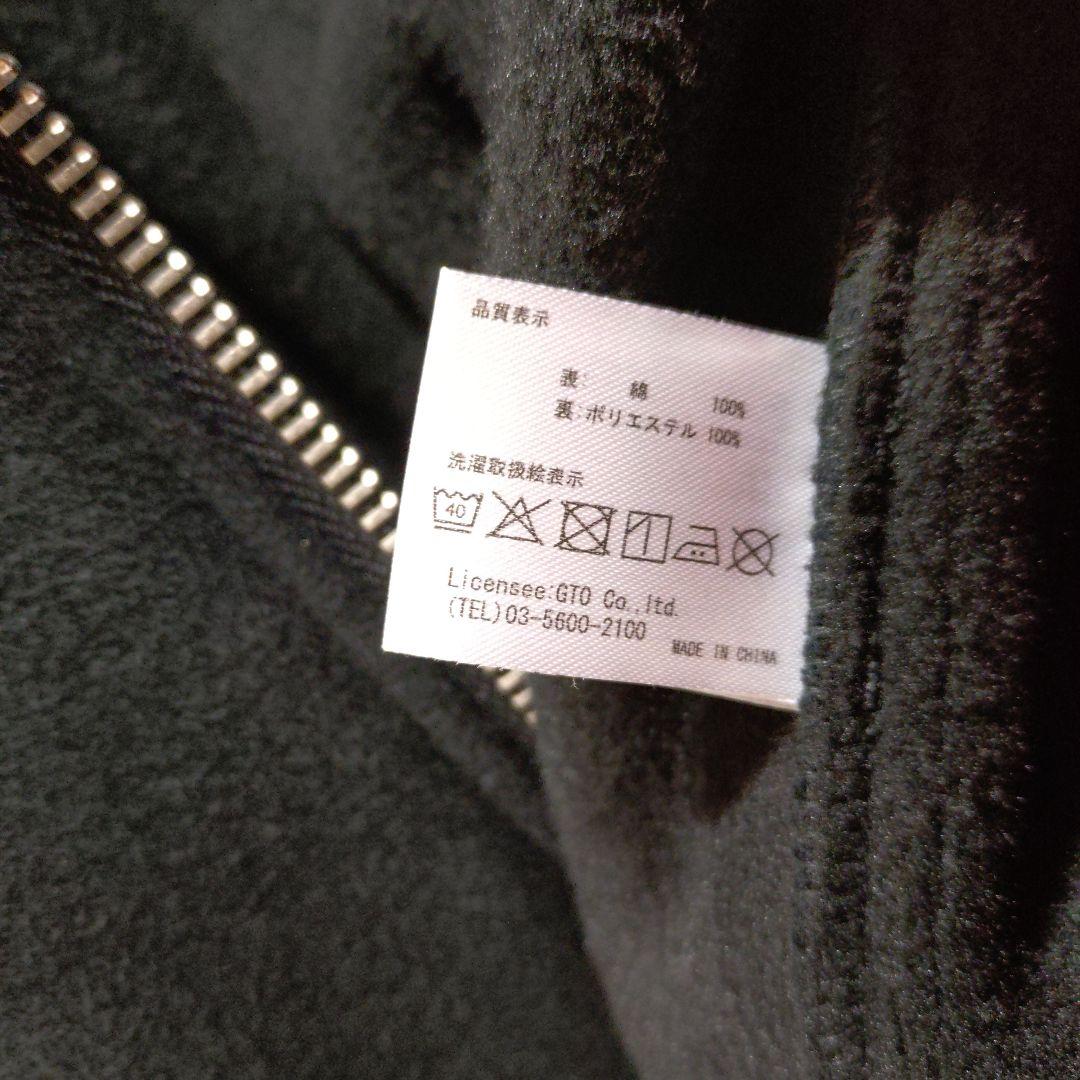 品質表示
表 綿 100%
裏:ポリエステル 100%
洗濯取扱絵表示
40
Licensee:GTO Co.,ltd.
(TEL)03-5600-2100
MADE IN CHINA